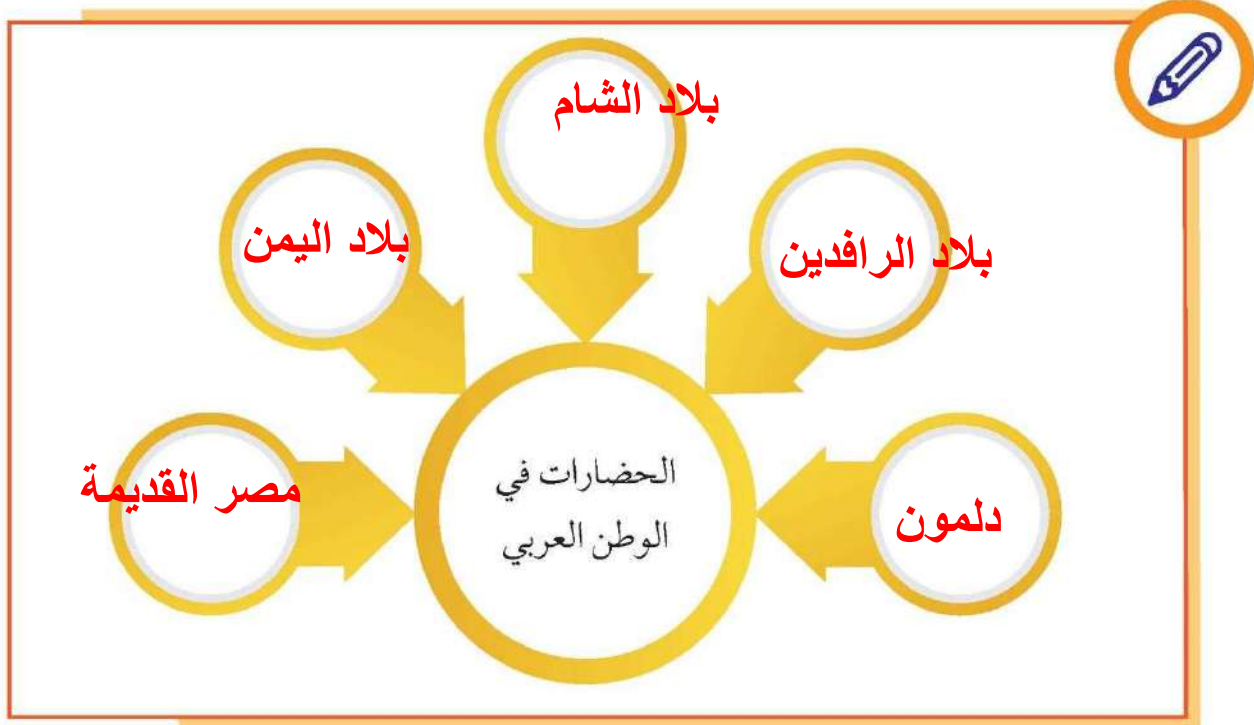 بلاد الشام
بلاد الرافدين
بلاد اليمن
دلمون
مصر القديمة
الحضارات في
الوطن العربي